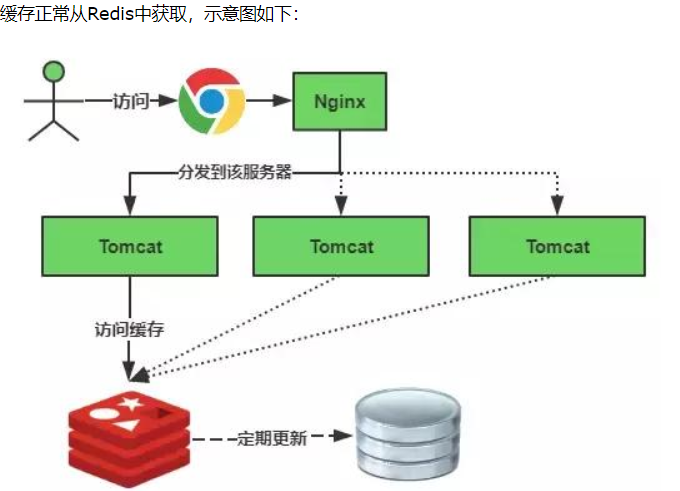 缓存正常从Redis中获取，示意图如下：
访问
Nginx
分发到该服务器
Tomcat
Tomcat
Tomcat
访问缓存
定期更新